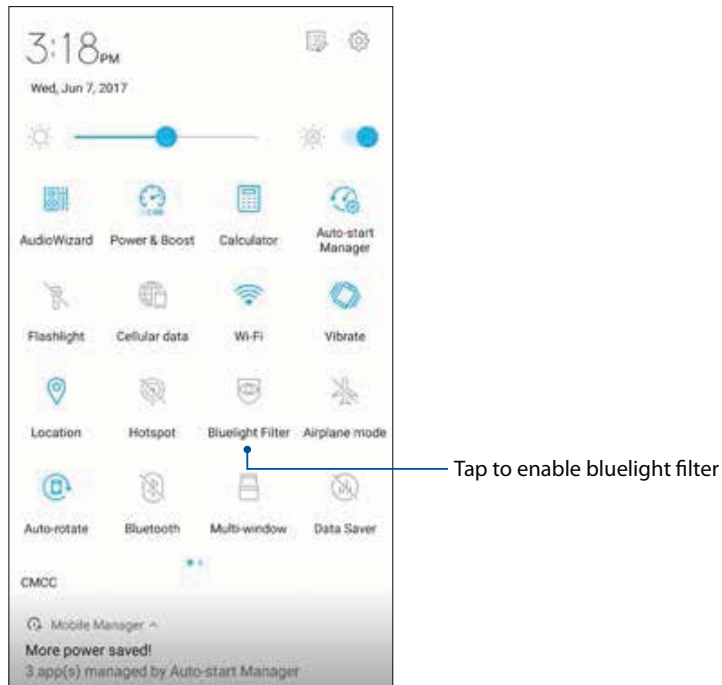 3:18PM
Wed, Jun 7, 2017
AudioWizard Power & Boost Calculator Auto-start Manager
Flashlight Cellular data Wi-Fi Vibrate
Location Hotspot Bluelight Filter Airplane mode
Tap to enable bluelight filter
Auto-rotate Bluetooth Multi-window Data Saver
CMCC
Mobile Manager
More power saved!
3 app(s) managed by Auto-start Manager